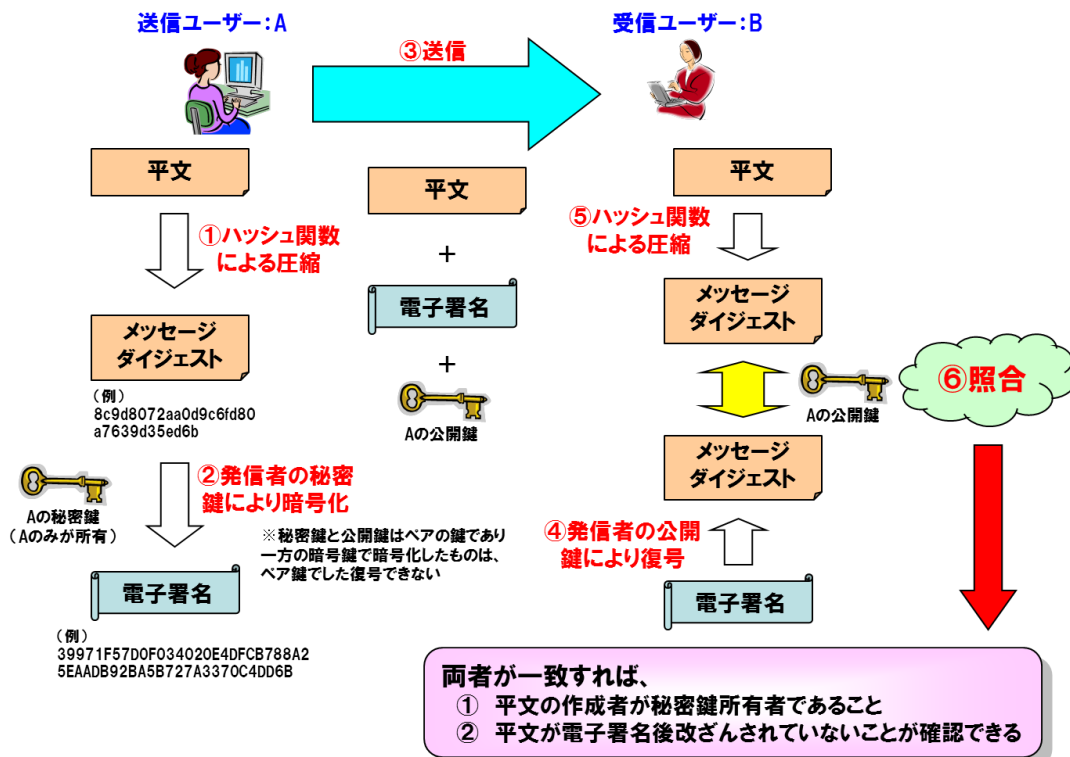 送信ユーザー:A
受信ユーザー:B
③送信
平文
①ハッシュ関数
による圧縮
メッセージ
ダイジェスト
(例)
8c9d8072aa0d9c6fd80
a7639d35ed6b
Aの秘密鍵
(Aのみが所有)
②発信者の秘密
鍵により暗号化
※秘密鍵と公開鍵はペアの鍵であり
一方の暗号鍵で暗号化したものは、
ペア鍵でした復号できない
電子署名
(例)
39971F57D0F034020E4DFCB788A2
5EAADB92BA5B727A3370C4DD6B
平文
+
電子署名
+
Aの公開鍵
平文
⑤ハッシュ関数
による圧縮
メッセージ
ダイジェスト
Aの公開鍵
⑥照合
メッセージ
ダイジェスト
④発信者の公開
鍵により復号
電子署名
両者が一致すれば、
① 平文の作成者が秘密鍵所有者であること
② 平文が電子署名後改ざんされていないことが確認できる